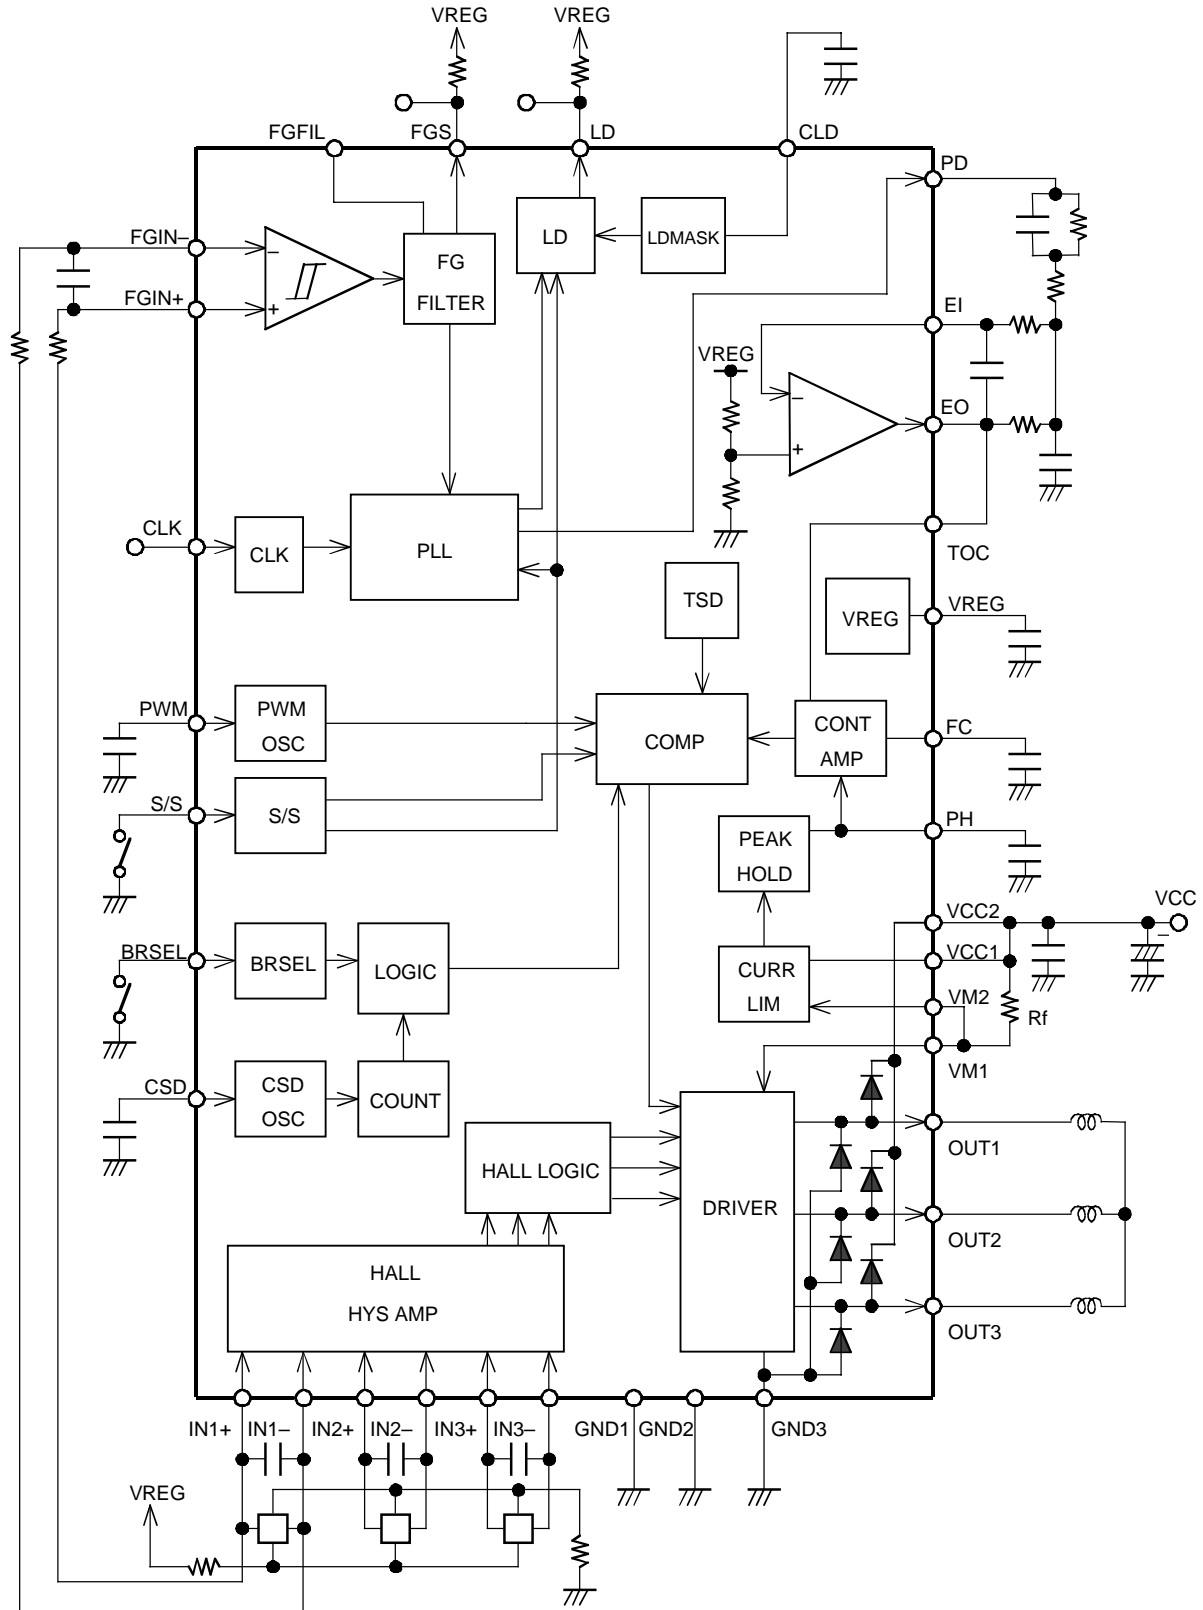 VREG VREG
FGFIL FGS LD CLD
PD
FGIN–
–
LD
LDMASK
FG
FILTER
FGIN+
+
EI
VREG
–
EO
+
CLK
CLK
PLL
TOC
TSD
VREG
VREG
PWM
PWM
OSC
COMP
CONT
AMP
FC
S/S
S/S
PEAK
HOLD
PH
VCC2
VCC
BRSEL
BRSEL
LOGIC
CURR
LIM
VCC1
VM2
Rf
VM1
CSD
CSD
OSC
COUNT
HALL LOGIC
DRIVER
OUT1
OUT2
HALL
HYS AMP
OUT3
IN1+ IN1– IN2+ IN2– IN3+ IN3– GND1 GND2 GND3
VREG